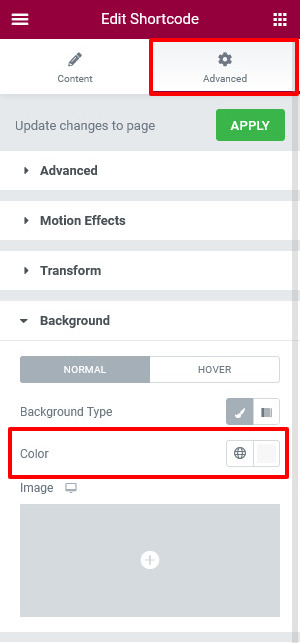 Edit Shortcode
Content
Advanced
Update changes to page
APPLY
Advanced
Motion Effects
Transform
Background
NORMAL
HOVER
Background Type
Color
Image